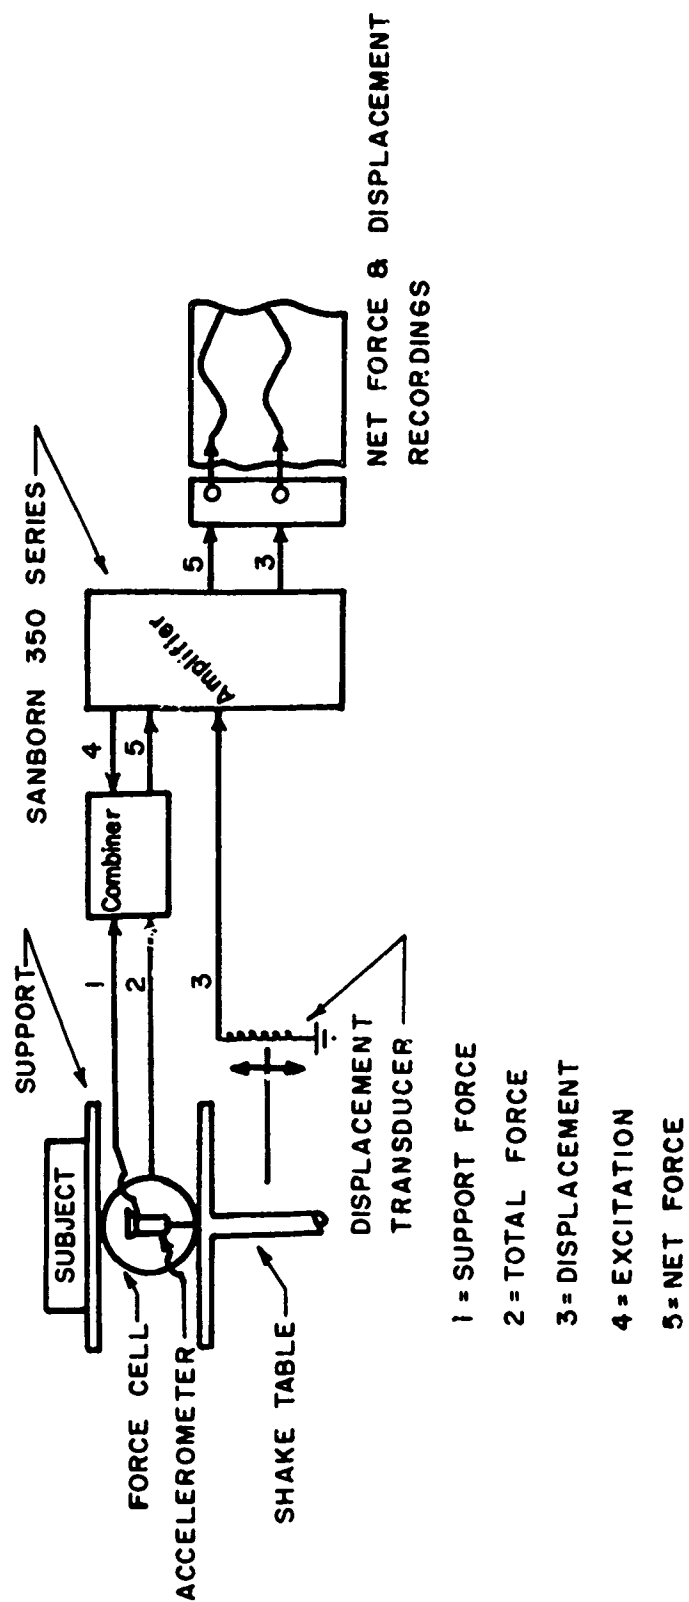 SUPPORT
SANBORN 350 SERIES
SUBJECT
FORCE CELL
ACCELEROMETER
SHAKE TABLE
1
2
3
Combiner
4
5
Amplifier
5
3
DISPLACEMENT
TRANSDUCER
NET FORCE & DISPLACEMENT
RECORDINGS
1 = SUPPORT FORCE
2 = TOTAL FORCE
3 = DISPLACEMENT
4 = EXCITATION
5 = NET FORCE